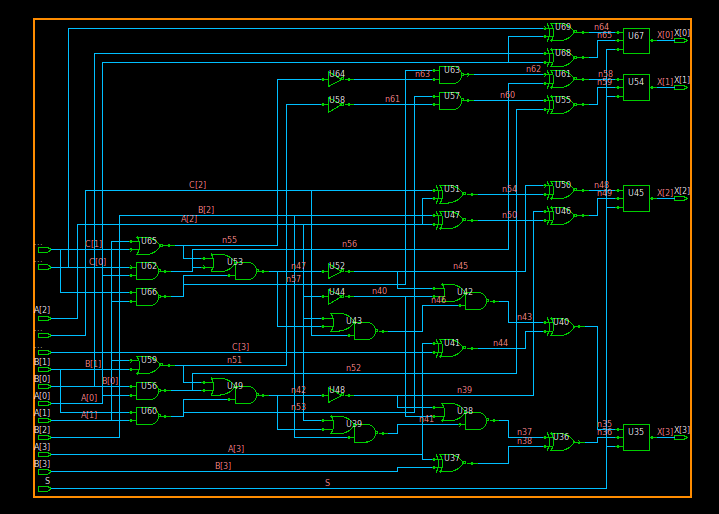 U69 n64 X[0]
U67 X[0]
n65
U68
U64 n63 U63 n62 U61 n58 X[1]
U54 X[1]
n59
U58 n61 U57 n60 U55
C[2] U51 n54 U50 n48 X[2]
U45 X[2]
n49
B[2] U47 n50 U46
A[2]
C[1] U65 n55 n56
C[0] U62 U53 n47 U52 n45
n57
U66 U44 n40 n46 U42
A[2] U43 n43 U40
C[3] U41 n44
B[1] B[1] U59 n51
n52
B[0] B[0] U56 U49 n42 U48 n39
A[0] A[0]
n53
A[1] A[1] U60 n41 U38
B[2] U39 n37 U36 n35 U35 X[3]
n36 X[3]
n38
A[3] A[3]
B[3] B[3] U37
S S